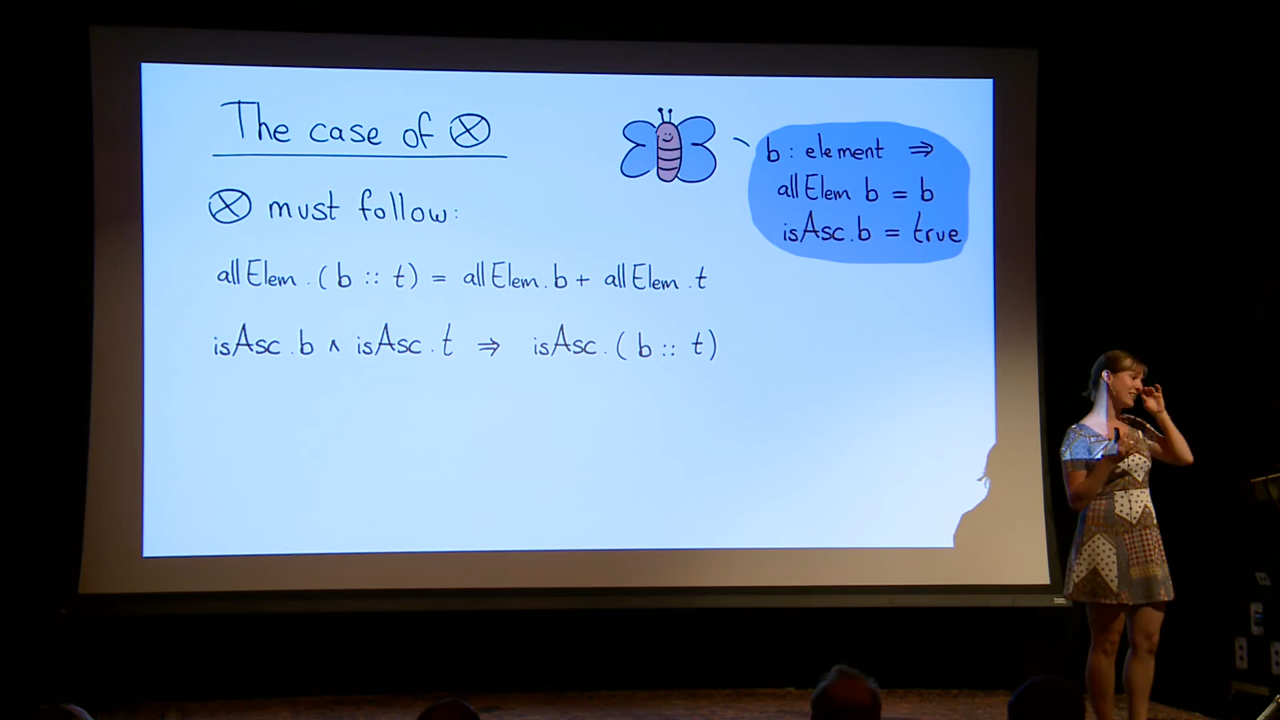 The case of ⊗
⊗ must follow:
allElem.(b :: t) = allElem.b + allElem.t
isAsc.b ∧ isAsc.t ⇒ isAsc.(b :: t)
b : element ⇒
allElem b = b
isAsc.b = true